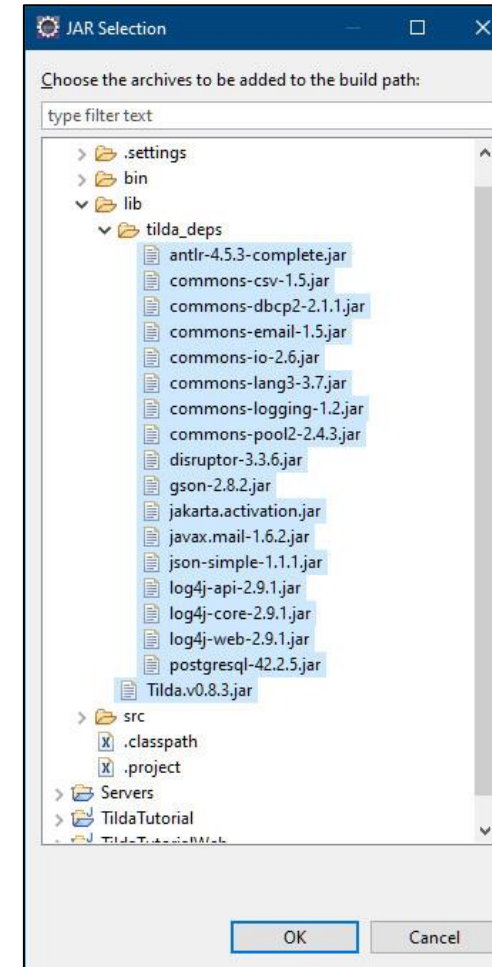 JAR Selection
Choose the archives to be added to the build path:
type filter text
.settings
bin
lib
tilda_deps
antlr-4.5.3-complete.jar
commons-csv-1.5.jar
commons-dbcp2-2.1.1.jar
commons-email-1.5.jar
commons-io-2.6.jar
commons-lang3-3.7.jar
commons-logging-1.2.jar
commons-pool2-2.4.3.jar
disruptor-3.3.6.jar
gson-2.8.2.jar
jakarta.activation.jar
javax.mail-1.6.2.jar
json-simple-1.1.1.jar
log4j-api-2.9.1.jar
log4j-core-2.9.1.jar
log4j-web-2.9.1.jar
postgresql-42.2.5.jar
Tilda.v0.8.3.jar
src
.classpath
.project
Servers
TildaTutorial
TildaTutorialWeb
OK Cancel